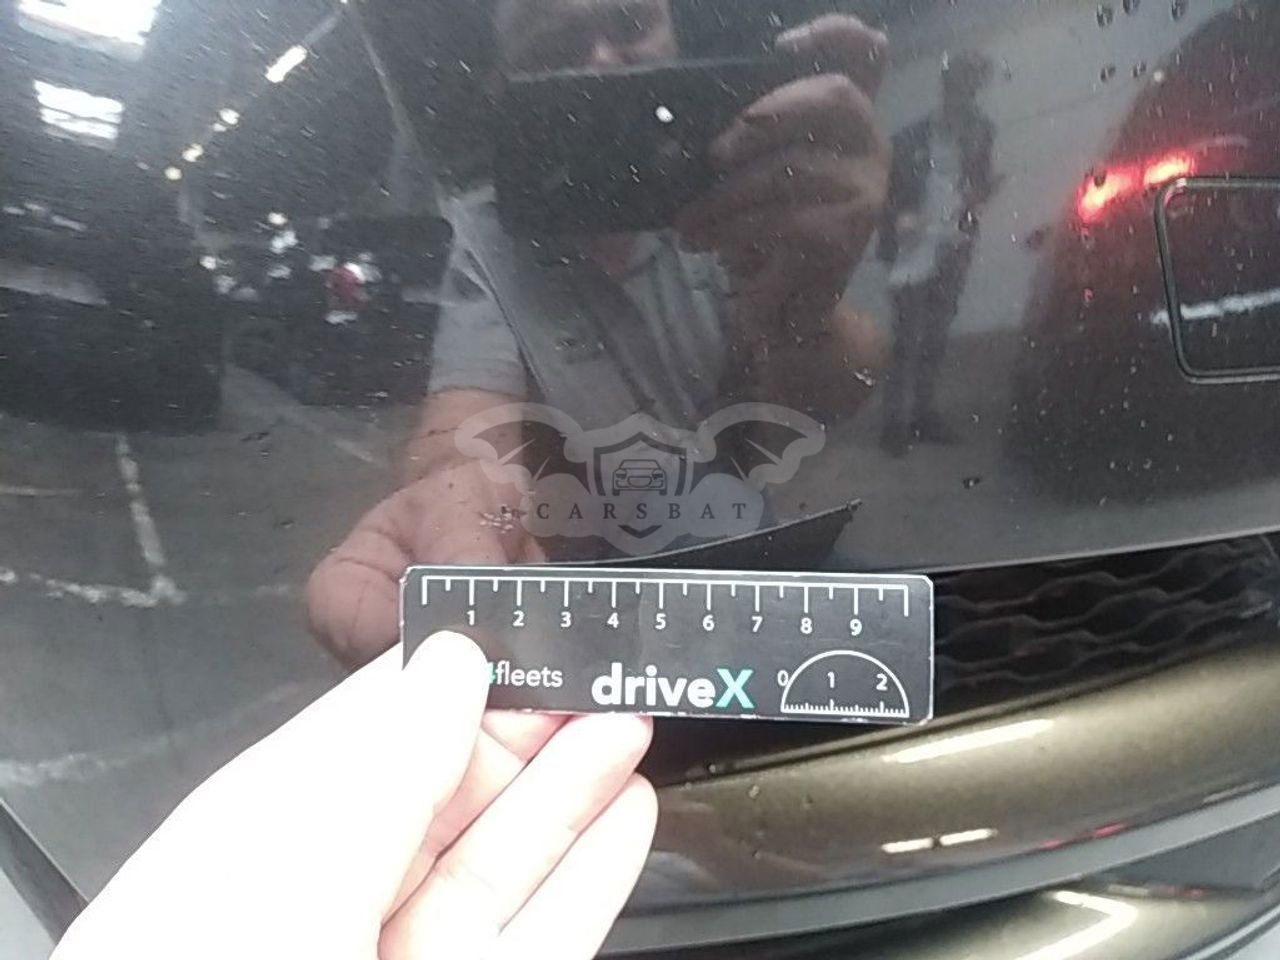 CARSBAT
1 2 3 4 5 6 7 8 9
fleets driveX 0 1 2